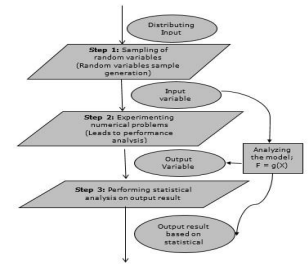 Distributing
Input
Step 1: Sampling of
random variables
(Random variables sample
generation)
Input
variable
Step 2: Experimenting
numerical problems
(Leads to performance
analysis)
Output
Variable
Analyzing
the model:
F = g(X)
Step 3: Performing statistical
analysis on output result
Output result
based on
statistical